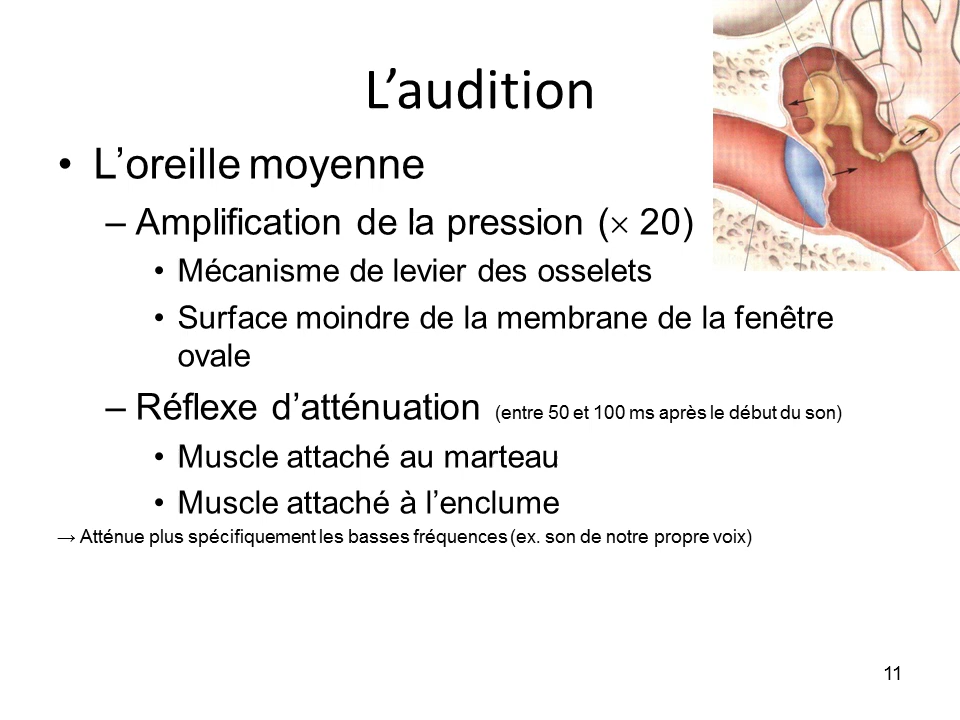 L’audition
• L’oreille moyenne
– Amplification de la pression (× 20)
• Mécanisme de levier des osselets
• Surface moindre de la membrane de la fenêtre
ovale
– Réflexe d’atténuation (entre 50 et 100 ms après le début du son)
• Muscle attaché au marteau
• Muscle attaché à l’enclume
→ Atténue plus spécifiquement les basses fréquences (ex. son de notre propre voix)
11